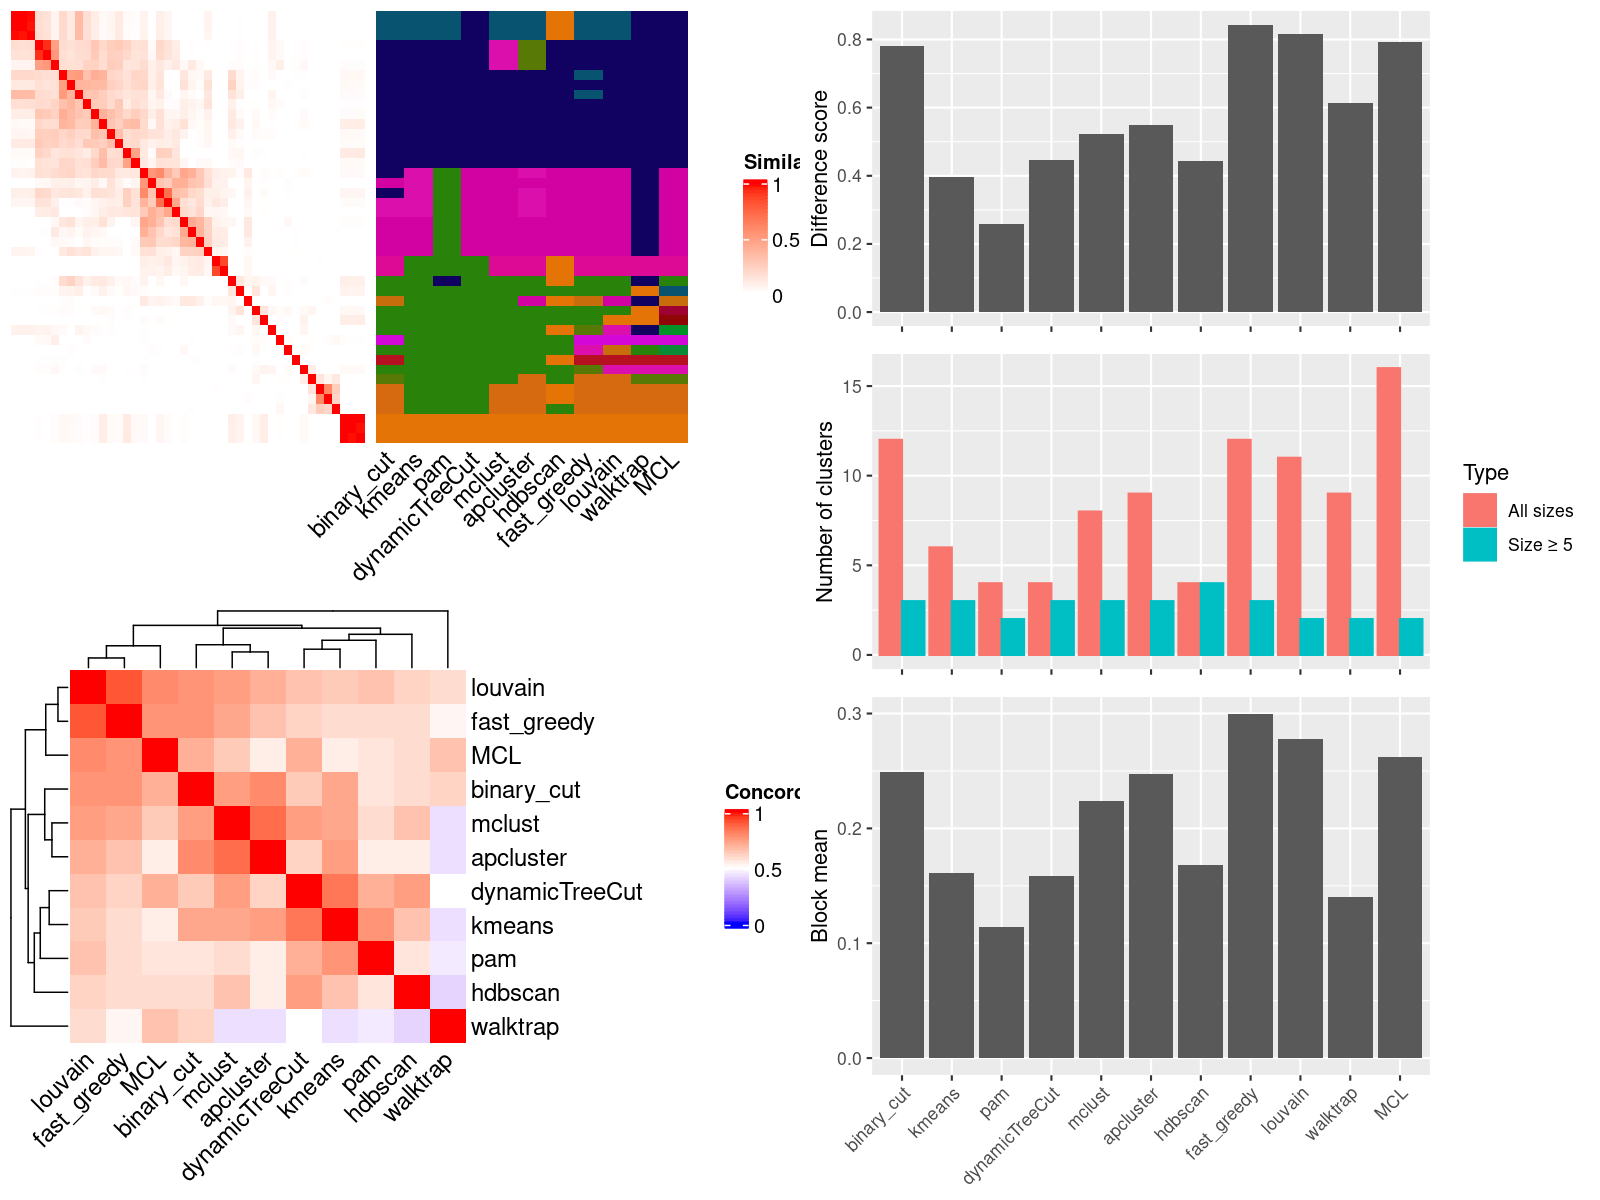 Simila
1
0.5
0
binary_cut
kmeans
pam
dynamicTreeCut
mclust
apcluster
hdbscan
fast_greedy
louvain
walktrap
MCL
louvain
fast_greedy
MCL
binary_cut
mclust
apcluster
dynamicTreeCut
kmeans
pam
hdbscan
walktrap
Concord
1
0.5
0
louvain
fast_greedy
MCL
binary_cut
mclust
apcluster
dynamicTreeCut
kmeans
pam
hdbscan
walktrap
Difference score
0.8
0.6
0.4
0.2
0.0
Number of clusters
15
10
5
0
Type
All sizes
Size ≥ 5
Block mean
0.3
0.2
0.1
0.0
binary_cut
kmeans
pam
dynamicTreeCut
mclust
apcluster
hdbscan
fast_greedy
louvain
walktrap
MCL